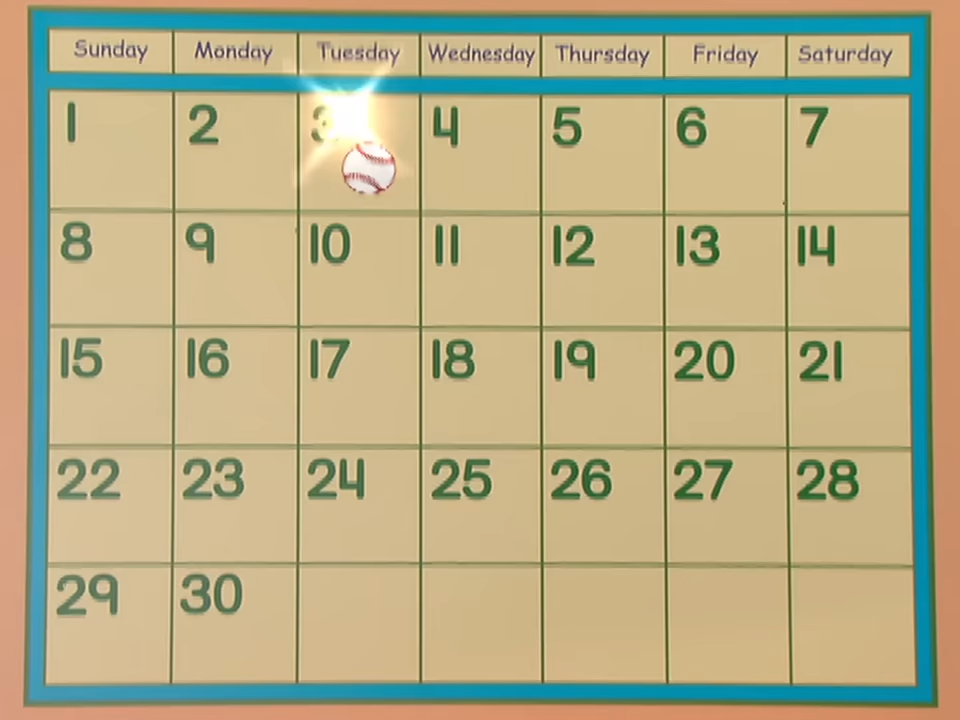 Sunday Monday Tuesday Wednesday Thursday Friday Saturday
1 2 3 4 5 6 7
8 9 10 11 12 13 14
15 16 17 18 19 20 21
22 23 24 25 26 27 28
29 30